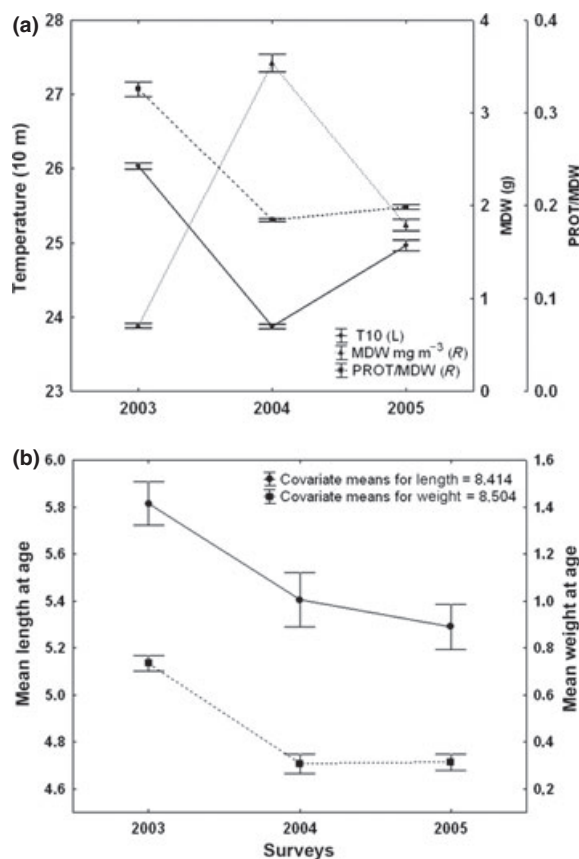 (a)
Temperature (10 m)
28
27
26
25
24
23
4
3
2
1
0
MDW (g)
0.4
0.3
0.2
0.1
0.0
PROT/MDW
T10 (L)
MDW mg m⁻³ (R)
PROT/MDW (R)
2003
2004
2005
(b)
Mean length at age
6.0
5.8
5.6
5.4
5.2
5.0
4.8
4.6
Covariate means for length = 8.414
Covariate means for weight = 8.504
1.6
1.4
1.2
1.0
0.8
0.6
0.4
0.2
Mean weight at age
2003
2004
2005
Surveys